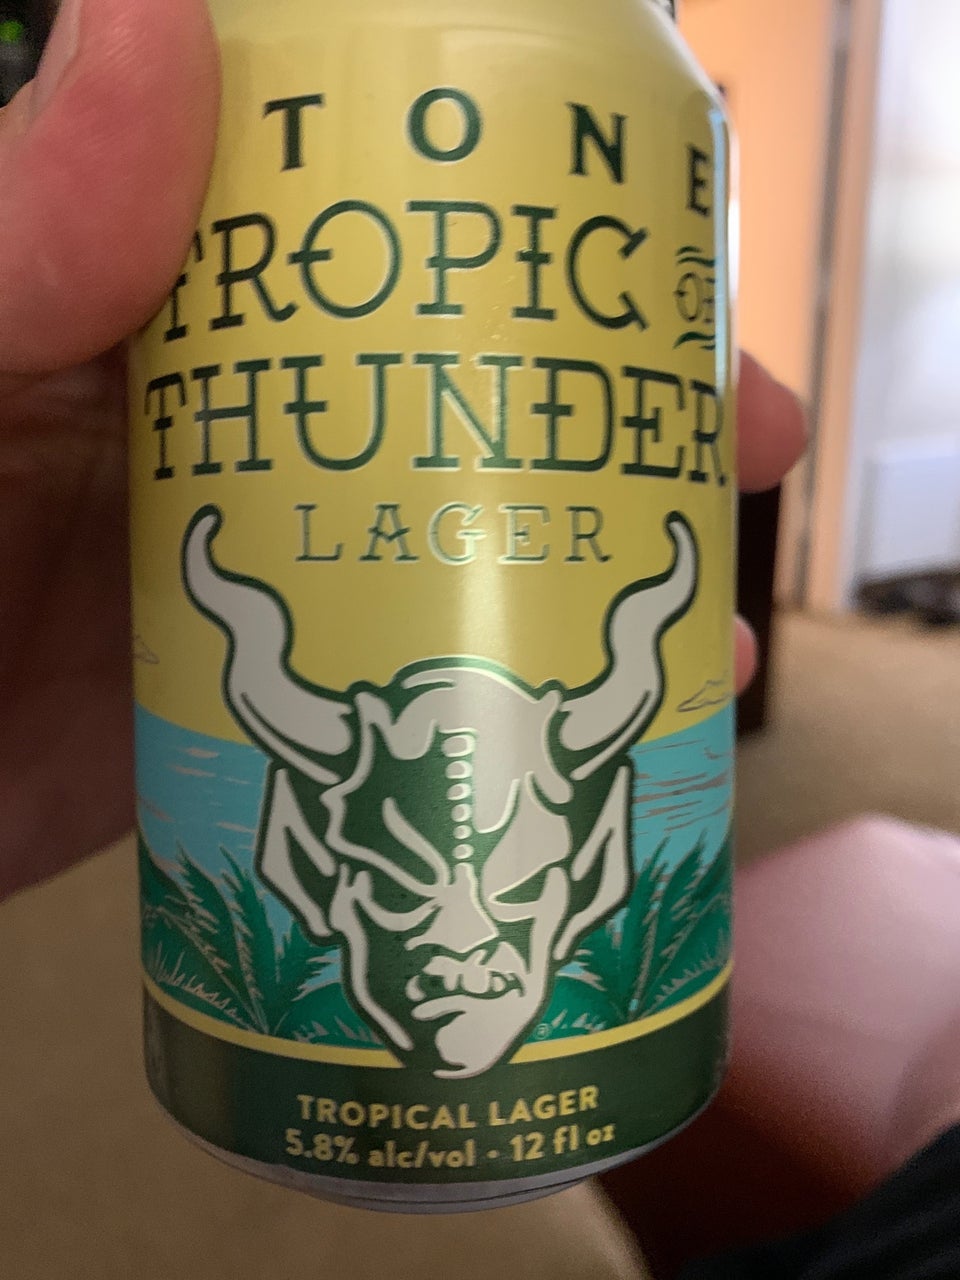 TONE
TROPIC OF
THUNDER
LAGER
®
TROPICAL LAGER
5.8% alc/vol · 12 fl oz